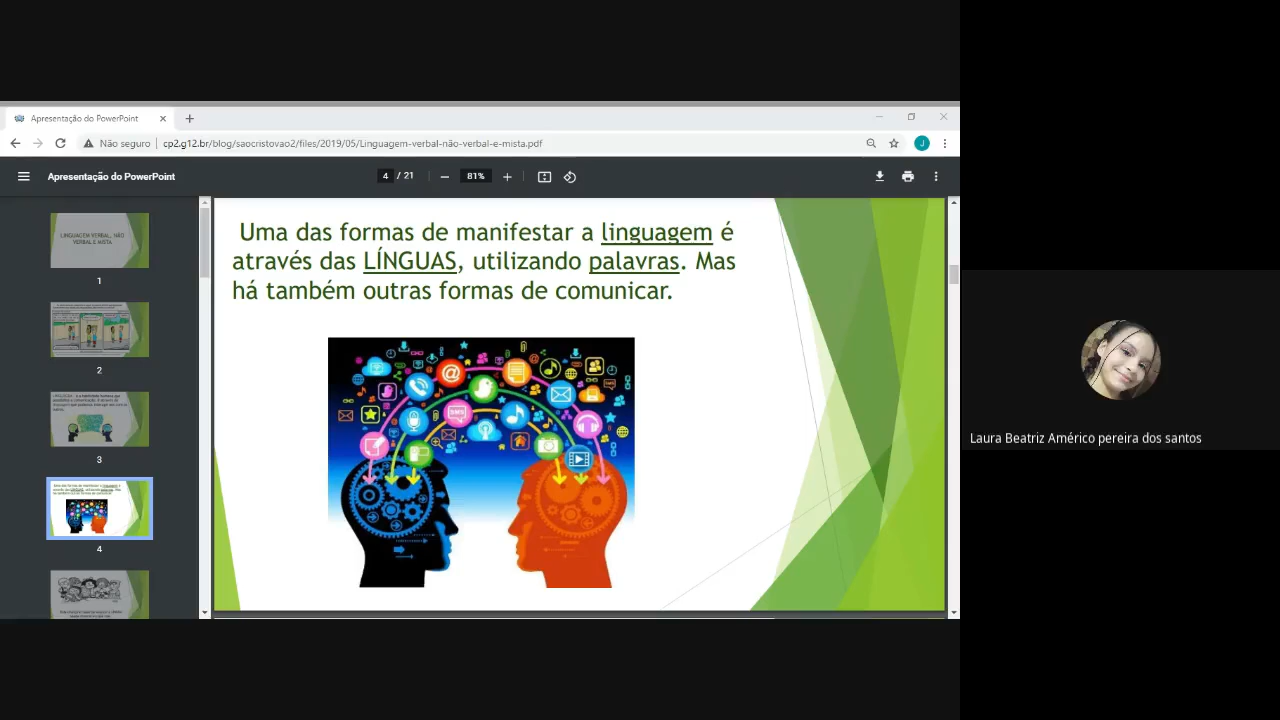 Apresentação do PowerPoint
Não seguro | cp2.g12.br/blog/saocristovao2/files/2019/05/Linguagem-verbal-não-verbal-e-mista.pdf
J
Apresentação do PowerPoint
4 / 21
81%
LINGUAGEM VERBAL, NÃO
VERBAL E MISTA
1
2
3
4
Uma das formas de manifestar a linguagem é
através das LÍNGUAS, utilizando palavras. Mas
há também outras formas de comunicar.
SMS
Laura Beatriz Américo pereira dos santos